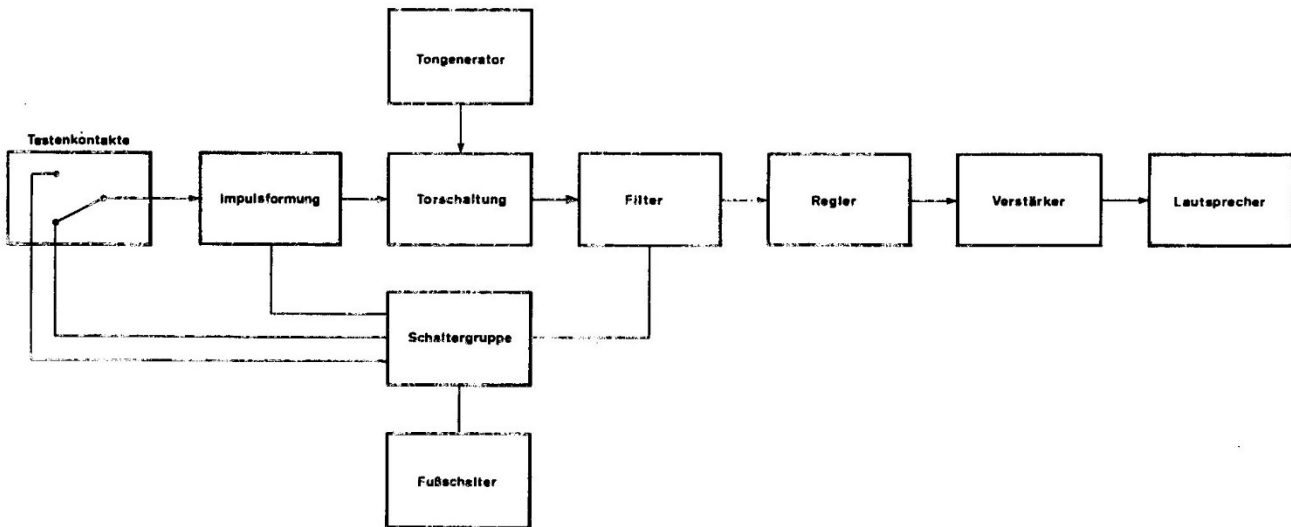 Tongenerator
Tastenkontakte
Impulsformung
Torschaltung
Filter
Regler
Verstärker
Lautsprecher
Schaltergruppe
Fußschalter